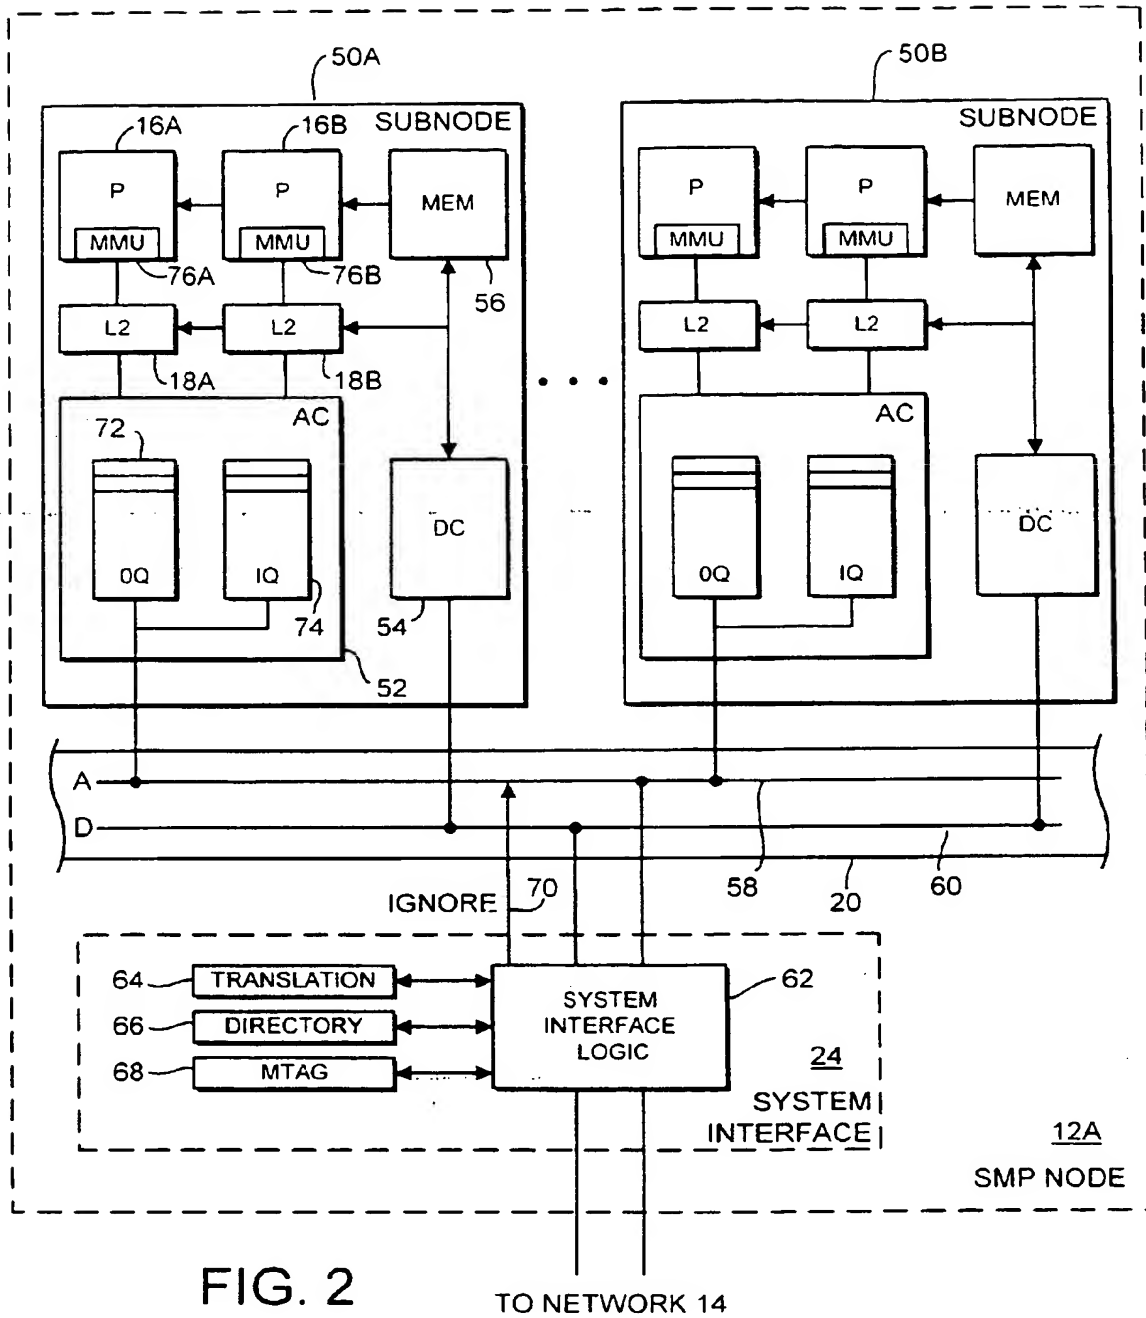 50A
50B
SUBNODE
SUBNODE
16A
16B
P
P
MEM
P
P
MEM
MMU
MMU
MMU
MMU
76A
76B
56
L2
L2
L2
L2
18A
18B
AC
AC
72
DC
DC
0Q
IQ
0Q
IQ
74
54
52
A
D
IGNORE
70
58
60
20
64
TRANSLATION
66
DIRECTORY
68
MTAG
SYSTEM
INTERFACE
LOGIC
62
24
SYSTEM
INTERFACE
12A
SMP NODE
FIG. 2
TO NETWORK 14